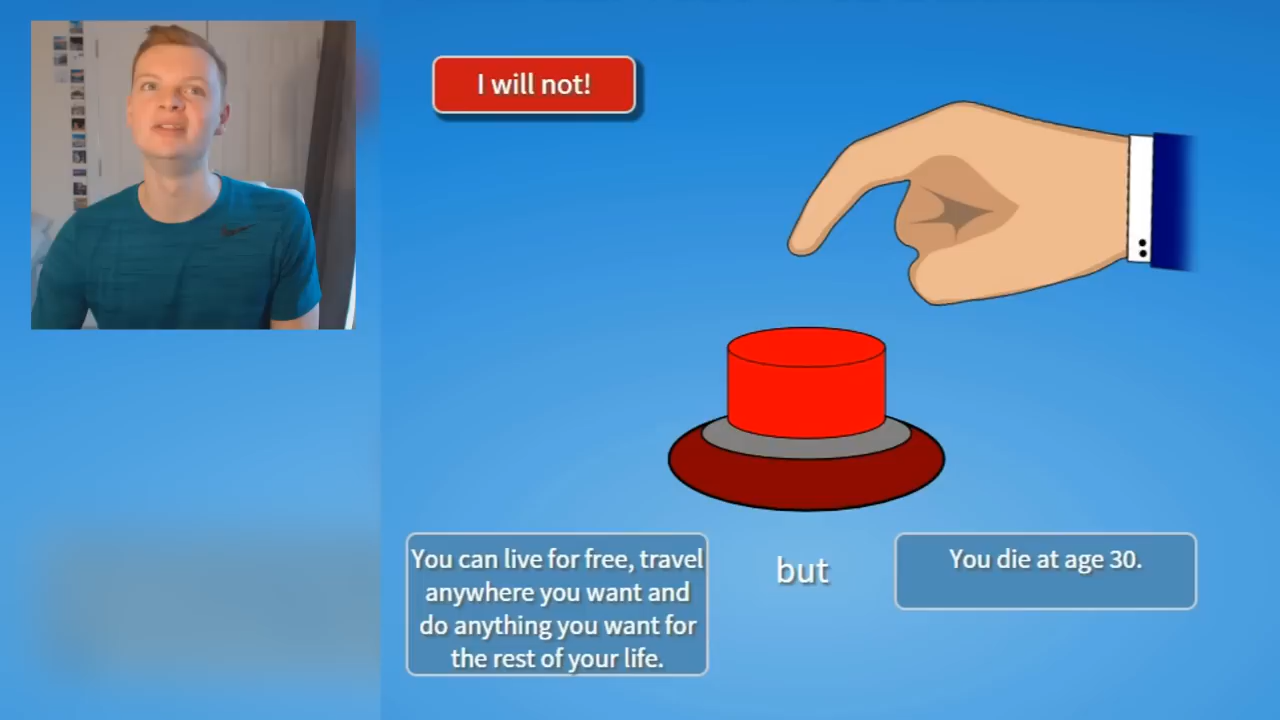 I will not!
You can live for free, travel
anywhere you want and
do anything you want for
the rest of your life.
but
You die at age 30.